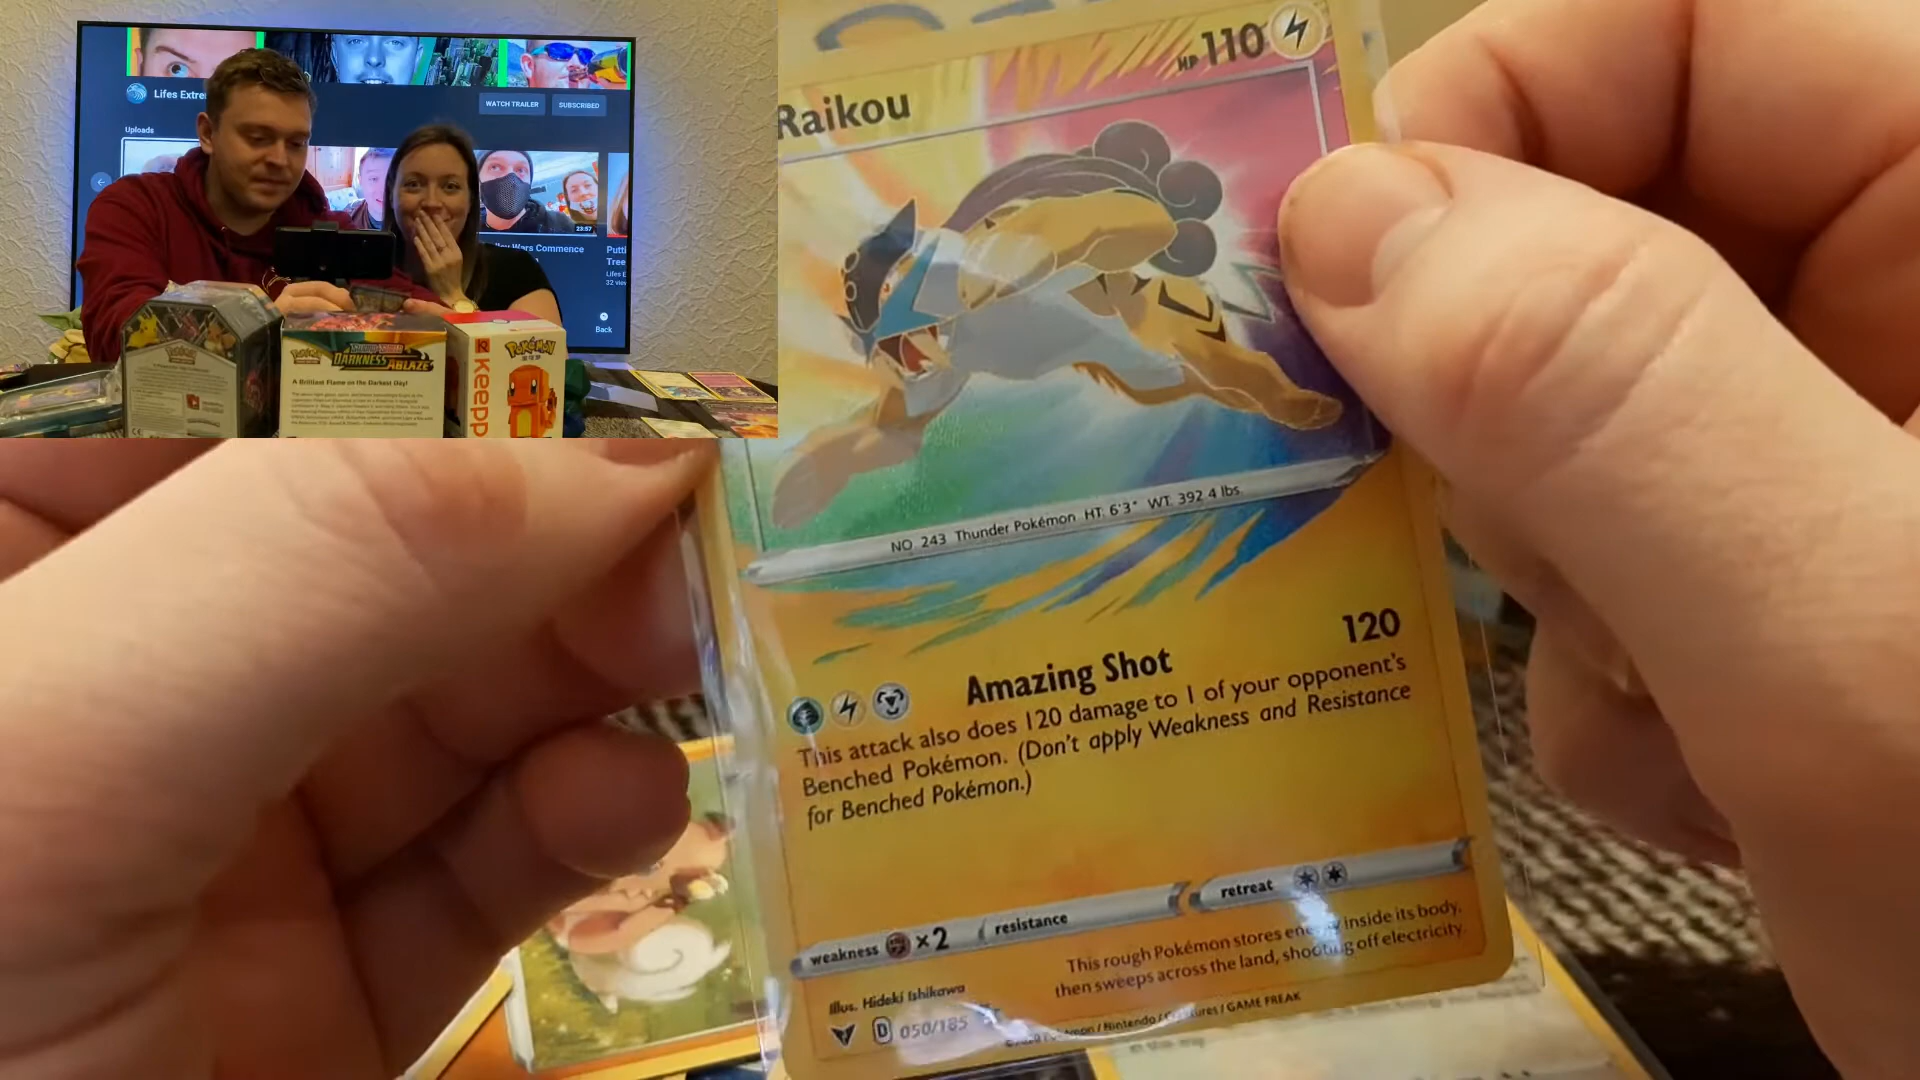 Lifes Extre
WATCH TRAILER
SUBSCRIBED
Uploads
23:57
Wars Commence
Putti
Tree
Lifes E
32 view
Back
Pokémon
DARKNESS ABLAZE
A Brilliant Flame on the Darkest Day!
K
keepp
POKÉMON
Raikou
HP 110
NO. 243 Thunder Pokémon HT: 6'3" WT: 392.4 lbs.
Amazing Shot 120
This attack also does 120 damage to 1 of your opponent's
Benched Pokémon. (Don't apply Weakness and Resistance
for Benched Pokémon.)
weakness ×2 resistance retreat
This rough Pokémon stores energy inside its body,
then sweeps across the land, shooting off electricity.
Illus. Hideki Ishikawa
D 050/185
©2020 Pokémon / Nintendo / Creatures / GAME FREAK